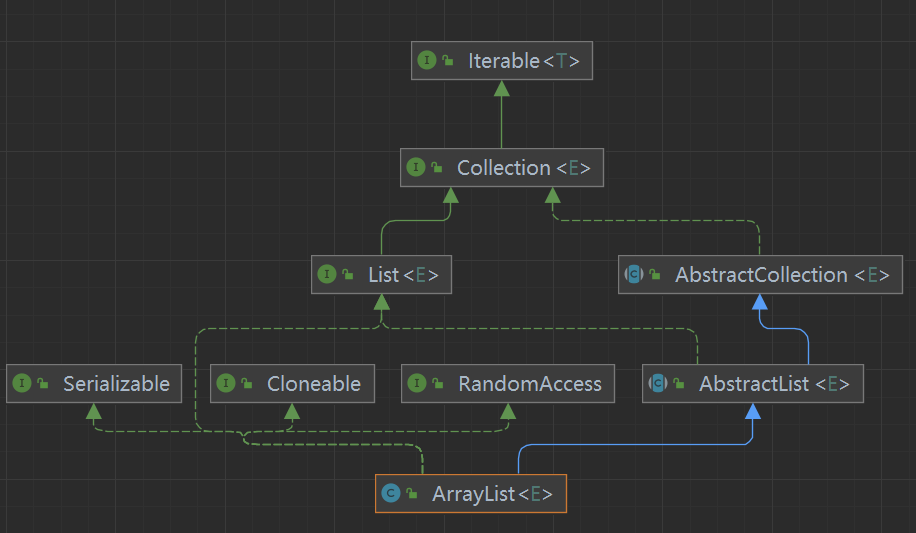 I Iterable<T>
I Collection <E>
I List<E>
C AbstractCollection <E>
I Serializable
I Cloneable
I RandomAccess
C AbstractList <E>
C ArrayList<E>